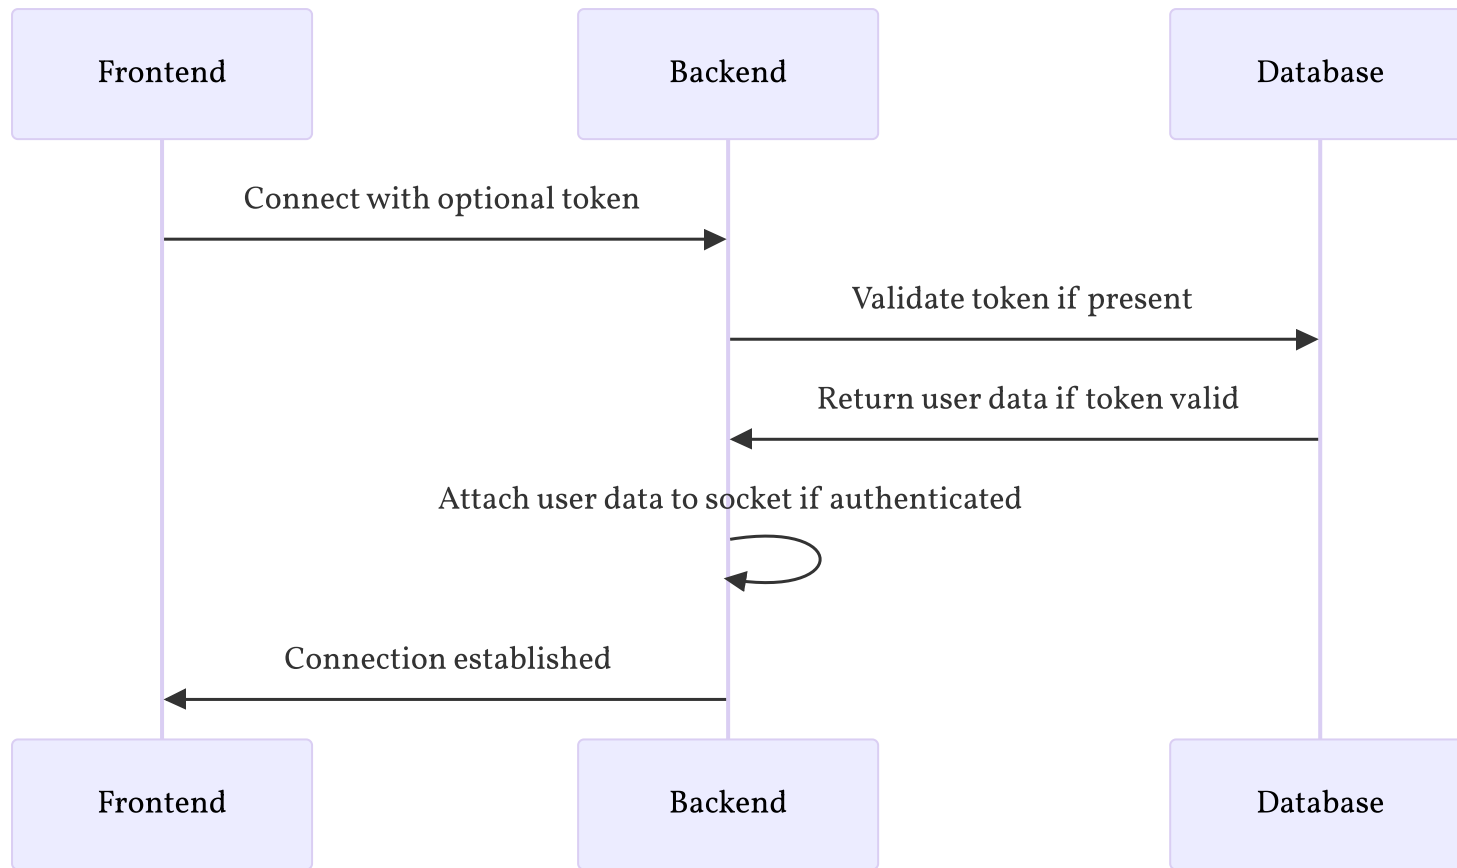 Frontend
Backend
Database
Connect with optional token
Validate token if present
Return user data if token valid
Attach user data to socket if authenticated
Connection established
Frontend
Backend
Database